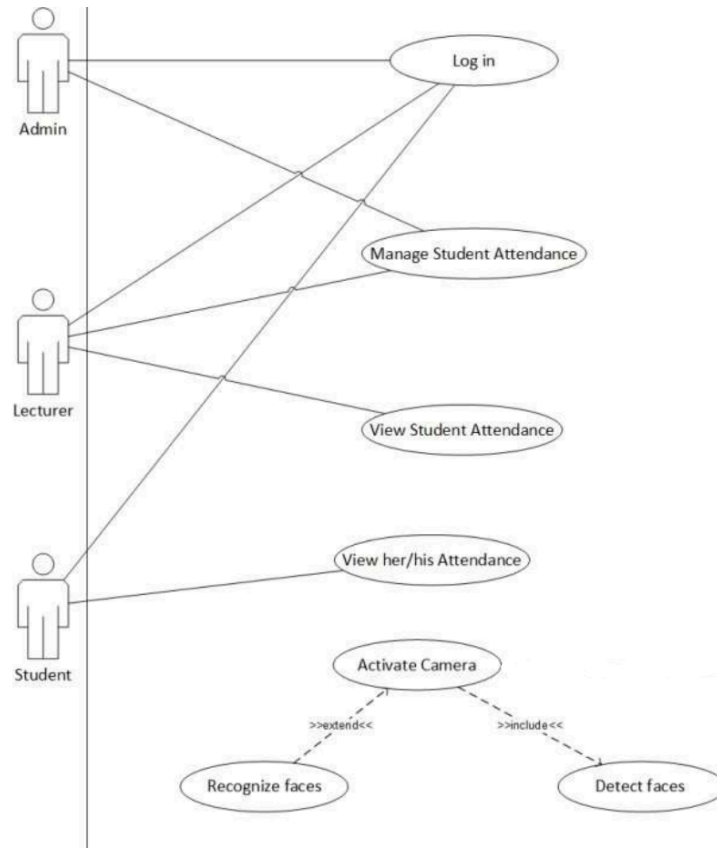 Log in
Admin
Manage Student Attendance
Lecturer
View Student Attendance
View her/his Attendance
Student
Activate Camera
>>extend<<
>>include<<
Recognize faces
Detect faces